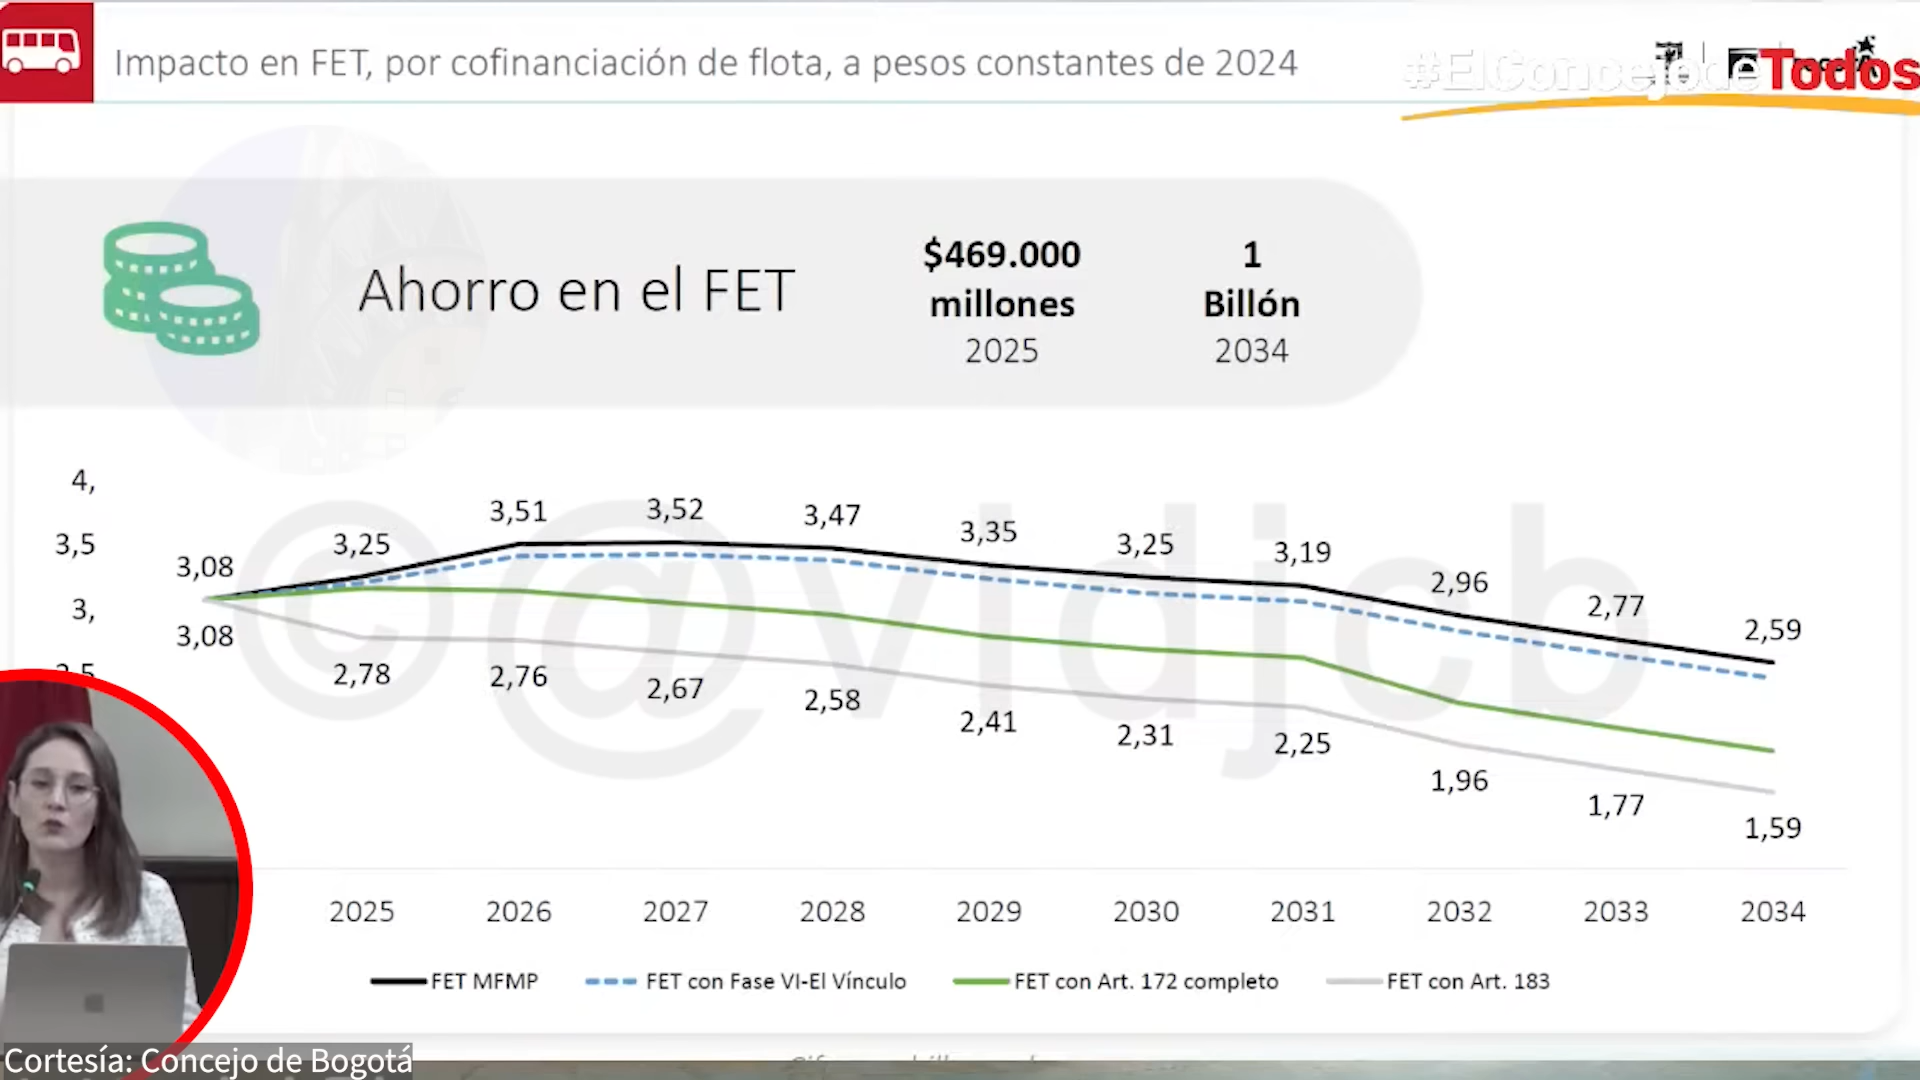 Impacto en FET, por cofinanciación de flota, a pesos constantes de 2024
#ElConcejodeTodos
Ahorro en el FET
$469.000 millones 2025
1 Billón 2034
4,
3,5
3,
3,08 3,25 3,51 3,52 3,47 3,35 3,25 3,19 2,96 2,77 2,59
3,08 2,78 2,76 2,67 2,58 2,41 2,31 2,25 1,96 1,77 1,59
©@vidjcb
2025 2026 2027 2028 2029 2030 2031 2032 2033 2034
FET MFMP FET con Fase VI-El Vínculo FET con Art. 172 completo FET con Art. 183
Cortesía: Concejo de Bogotá